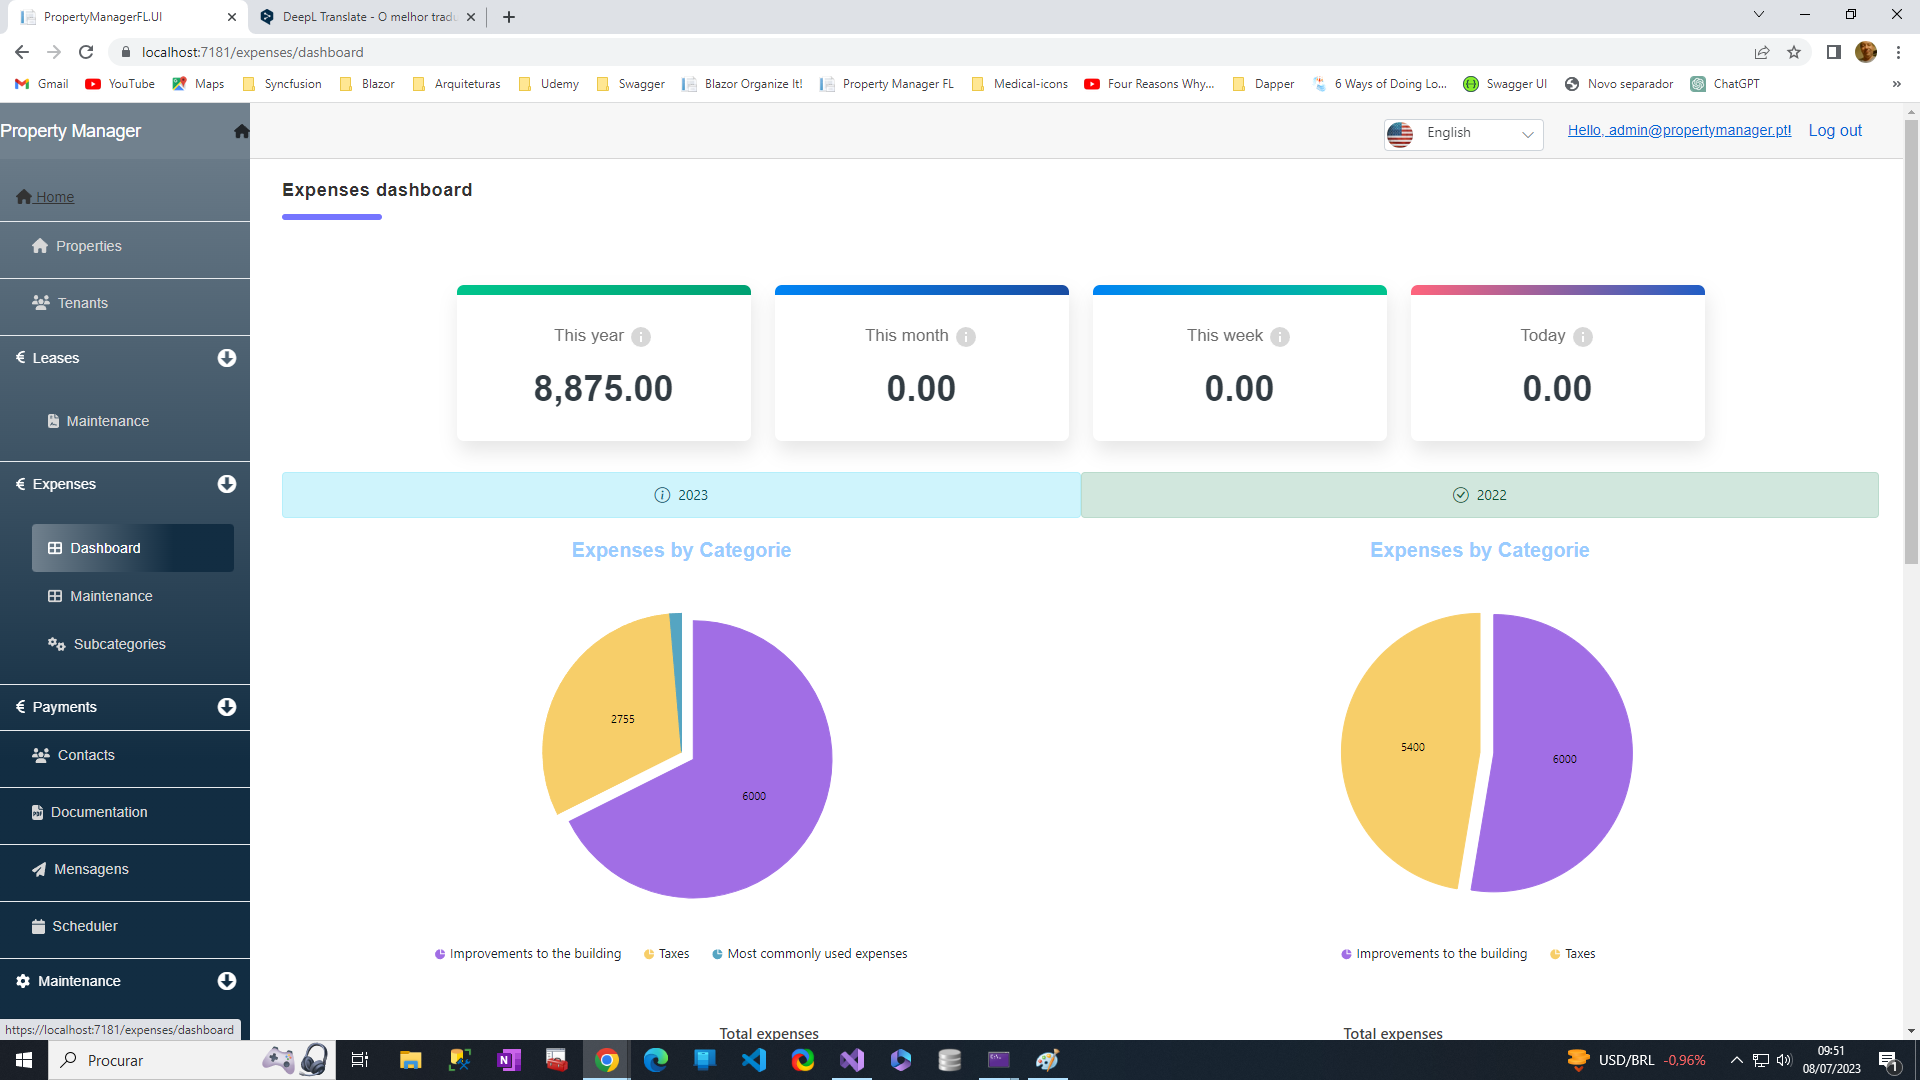 PropertyManagerFL.UI
DeepL Translate - O melhor tradu
localhost:7181/expenses/dashboard
Gmail YouTube Maps Syncfusion Blazor Arquiteturas Udemy Swagger Blazor Organize It! Property Manager FL Medical-icons Four Reasons Why... Dapper 6 Ways of Doing Lo... Swagger UI Novo separador ChatGPT »
Property Manager
English
Hello, admin@propertymanager.pt!
Log out
Home
Properties
Tenants
€ Leases
Maintenance
€ Expenses
Dashboard
Maintenance
Subcategories
€ Payments
Contacts
Documentation
Mensagens
Scheduler
Maintenance
https://localhost:7181/expenses/dashboard
Expenses dashboard
This year
8,875.00
This month
0.00
This week
0.00
Today
0.00
2023
2022
Expenses by Categorie
2755
6000
Improvements to the building Taxes Most commonly used expenses
Total expenses
Expenses by Categorie
5400
6000
Improvements to the building Taxes
Total expenses
Procurar
USD/BRL -0,96%
09:51
08/07/2023
1